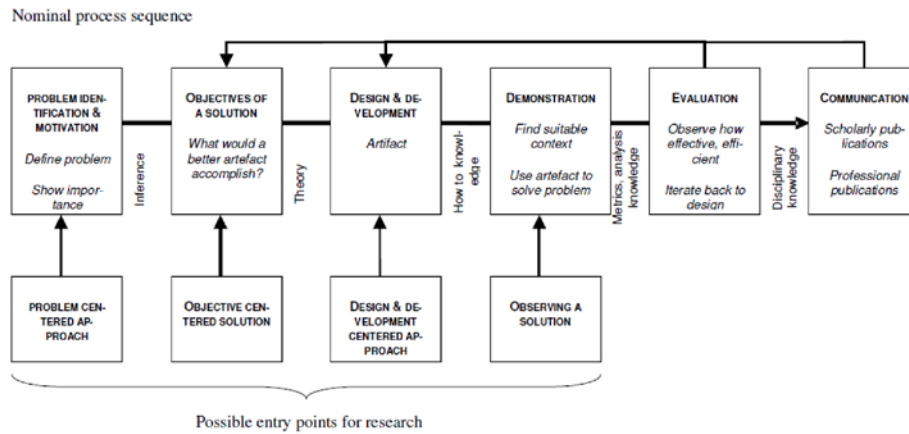 Nominal process sequence
PROBLEM IDEN-
TIFICATION &
MOTIVATION
Define problem
Show impor-
tance
Inference
OBJECTIVES OF
A SOLUTION
What would a
better artefact
accomplish?
Theory
DESIGN & DE-
VELOPMENT
Artifact
How to knowl-
edge
DEMONSTRATION
Find suitable
context
Use artefact to
solve problem
Metrics, analysis
knowledge
EVALUATION
Observe how
effective, effi-
cient
Iterate back to
design
Disciplinary
knowledge
COMMUNICATION
Scholarly pub-
lications
Professional
publications
PROBLEM CEN-
TERED AP-
PROACH
OBJECTIVE CEN-
TERED SOLUTION
DESIGN & DE-
VELOPMENT
CENTERED AP-
PROACH
OBSERVING A
SOLUTION
Possible entry points for research